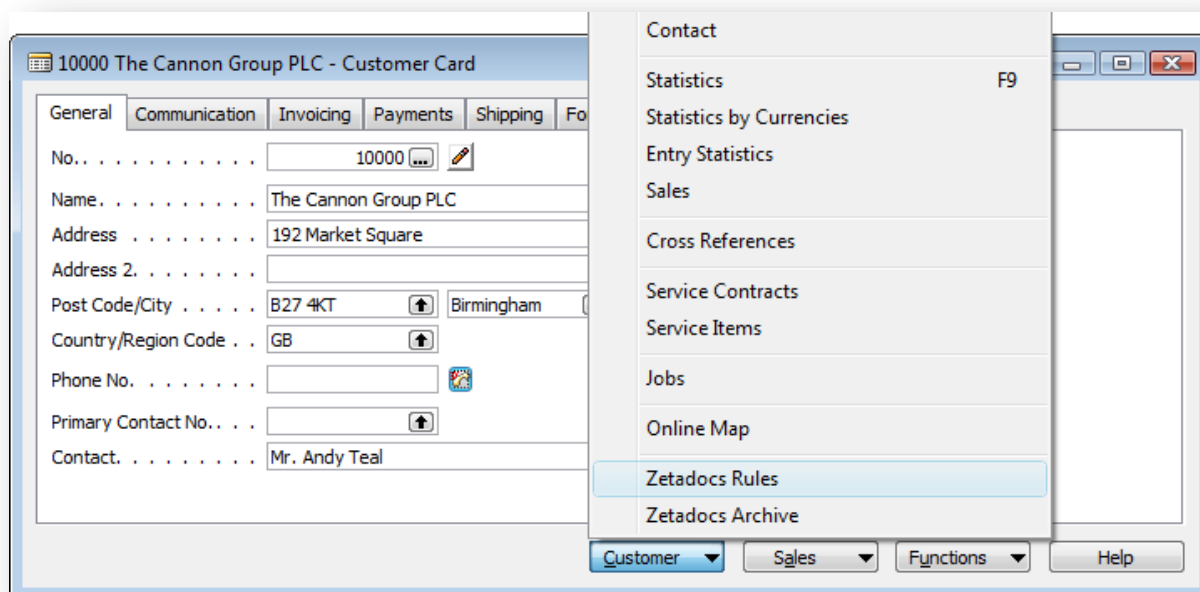 10000 The Cannon Group PLC - Customer Card
General Communication Invoicing Payments Shipping Fo
No. . . . . . . . . . . . 10000 ...
Name. . . . . . . . . . . The Cannon Group PLC
Address . . . . . . . . 192 Market Square
Address 2. . . . . . . .
Post Code/City . . . . . B27 4KT Birmingham
Country/Region Code . . GB
Phone No. . . . . . . .
Primary Contact No. . . .
Contact. . . . . . . . . Mr. Andy Teal
Contact
Statistics F9
Statistics by Currencies
Entry Statistics
Sales
Cross References
Service Contracts
Service Items
Jobs
Online Map
Zetadocs Rules
Zetadocs Archive
Customer Sales Functions Help